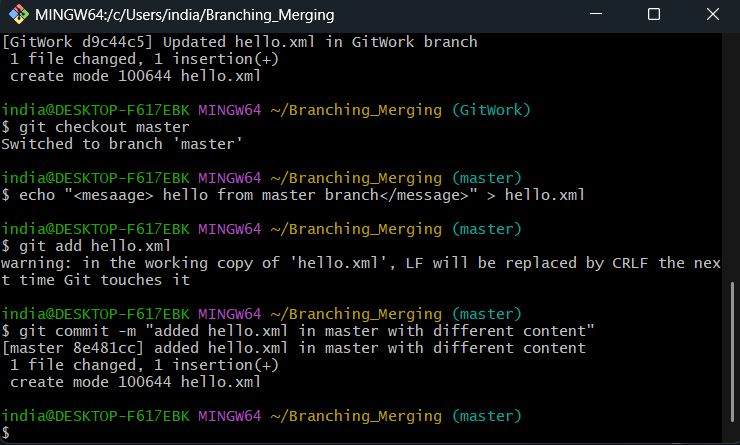 MINGW64:/c/Users/india/Branching_Merging
[GitWork d9c44c5] Updated hello.xml in GitWork branch
 1 file changed, 1 insertion(+)
 create mode 100644 hello.xml
india@DESKTOP-F617EBK MINGW64 ~/Branching_Merging (GitWork)
$ git checkout master
Switched to branch 'master'
india@DESKTOP-F617EBK MINGW64 ~/Branching_Merging (master)
$ echo "<mesaage> hello from master branch</message>" > hello.xml
india@DESKTOP-F617EBK MINGW64 ~/Branching_Merging (master)
$ git add hello.xml
warning: in the working copy of 'hello.xml', LF will be replaced by CRLF the nex
t time Git touches it
india@DESKTOP-F617EBK MINGW64 ~/Branching_Merging (master)
$ git commit -m "added hello.xml in master with different content"
[master 8e481cc] added hello.xml in master with different content
 1 file changed, 1 insertion(+)
 create mode 100644 hello.xml
india@DESKTOP-F617EBK MINGW64 ~/Branching_Merging (master)
$